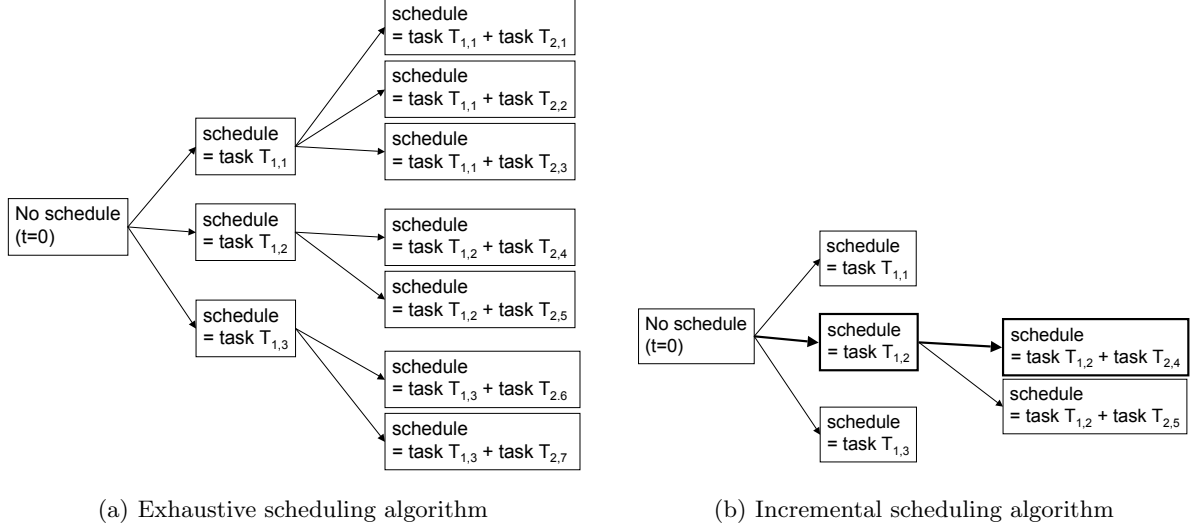 schedule
= task T1,1 + task T2,1
schedule
= task T1,1 + task T2,2
schedule
= task T1,1
schedule
= task T1,1 + task T2,3
No schedule
(t=0)
schedule
= task T1,2
schedule
= task T1,2 + task T2,4
schedule
= task T1,2 + task T2,5
schedule
= task T1,3
schedule
= task T1,3 + task T2.6
schedule
= task T1,3 + task T2,7
(a) Exhaustive scheduling algorithm
schedule
= task T1,1
No schedule
(t=0)
schedule
= task T1,2
schedule
= task T1,2 + task T2,4
schedule
= task T1,2 + task T2,5
schedule
= task T1,3
(b) Incremental scheduling algorithm